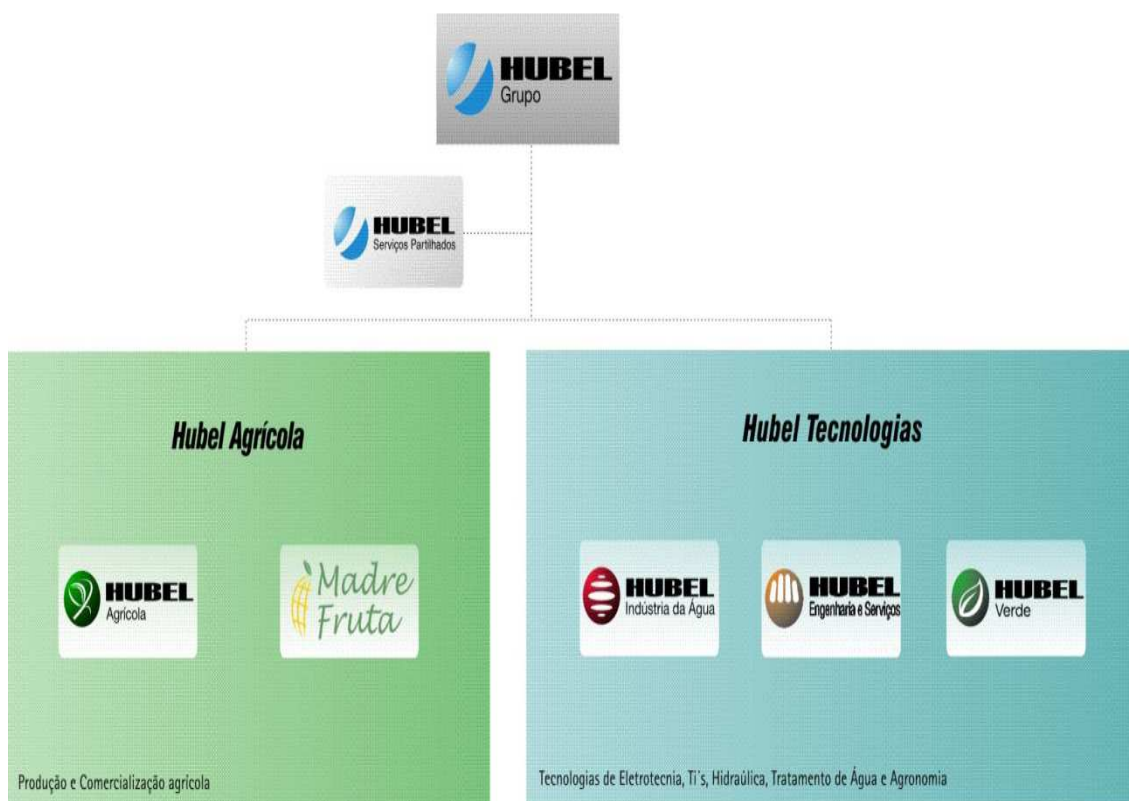 HUBEL
Grupo
HUBEL
Serviços Partilhados
Hubel Agrícola
HUBEL
Agrícola
Madre
Fruta
Produção e Comercialização agrícola
Hubel Tecnologias
HUBEL
Indústria da Água
HUBEL
Engenharia e Serviços
HUBEL
Verde
Tecnologias de Eletrotecnia, Ti´s, Hidraúlica, Tratamento de Água e Agronomia